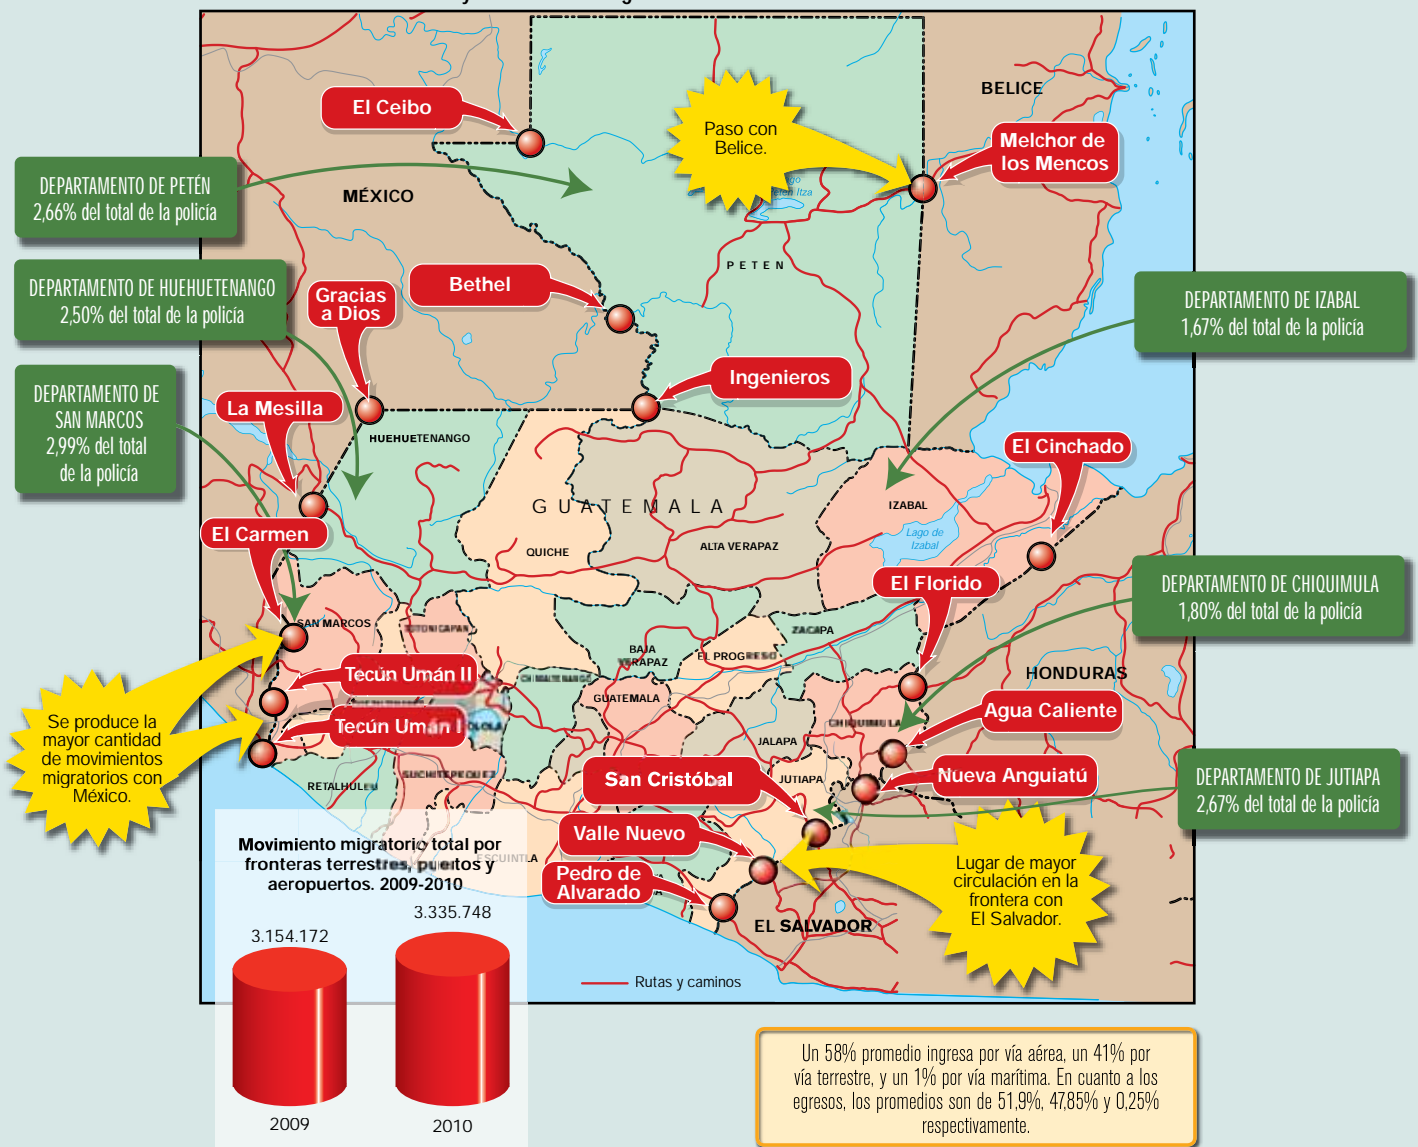 El Ceibo
Paso con
Belice.
BELICE
Melchor de
los Mencos
DEPARTAMENTO DE PETÉN
2,66% del total de la policía
MÉXICO
PETEN
DEPARTAMENTO DE HUEHUETENANGO
2,50% del total de la policía
Gracias
a Dios
Bethel
DEPARTAMENTO DE IZABAL
1,67% del total de la policía
DEPARTAMENTO DE
SAN MARCOS
2,99% del total
de la policía
La Mesilla
Ingenieros
HUEHUETENANGO
El Cinchado
GUATEMALA
IZABAL
El Carmen
Lago de
Izabal
QUICHE
ALTA VERAPAZ
El Florido
DEPARTAMENTO DE CHIQUIMULA
1,80% del total de la policía
SAN MARCOS
TOTONICAPAN
ZACAPA
BAJA
VERAPAZ
EL PROGRESO
HONDURAS
Tecún Umán II
CHIMALTENANGO
GUATEMALA
Se produce la
mayor cantidad
de movimientos
migratorios con
México.
Tecún Umán I
SOLOLA
CHIQUIMULA
Agua Caliente
JALAPA
RETALHULEU
SUCHITEPEQUEZ
San Cristóbal
JUTIAPA
Nueva Anguiatú
DEPARTAMENTO DE JUTIAPA
2,67% del total de la policía
Valle Nuevo
Pedro de
Alvarado
ESCUINTLA
Lugar de mayor
circulación en la
frontera con
El Salvador.
EL SALVADOR
Movimiento migratorio total por
fronteras terrestres, puertos y
aeropuertos. 2009-2010
3.154.172
3.335.748
2009
2010
Rutas y caminos
Un 58% promedio ingresa por vía aérea, un 41% por
vía terrestre, y un 1% por vía marítima. En cuanto a los
egresos, los promedios son de 51,9%, 47,85% y 0,25%
respectivamente.